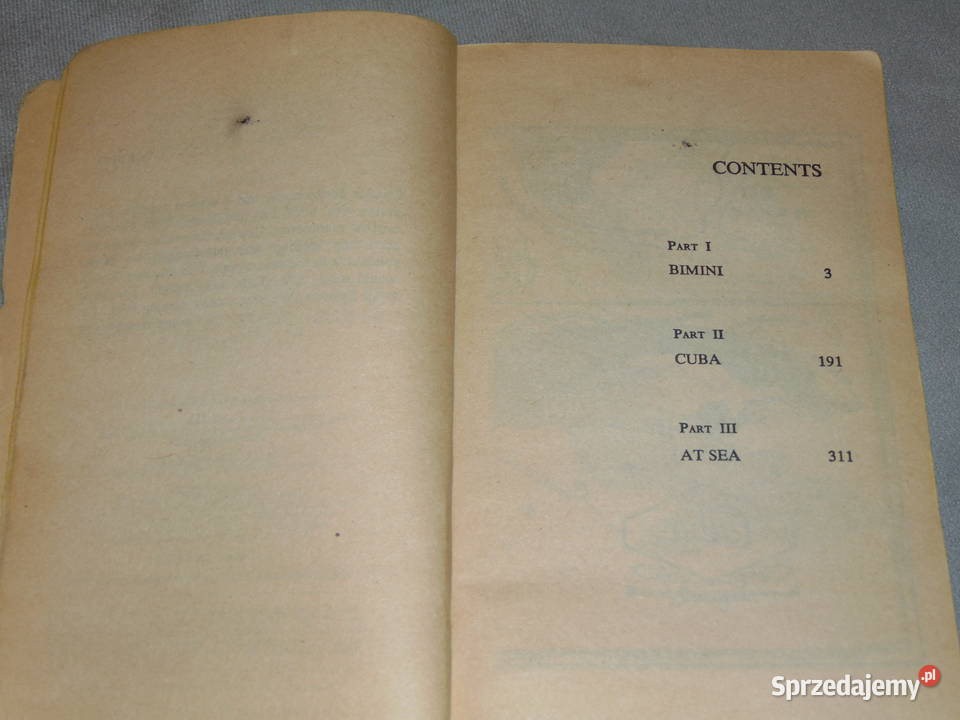 CONTENTS
PART I
BIMINI 3
PART II
CUBA 191
PART III
AT SEA 311
Sprzedajemy.pl